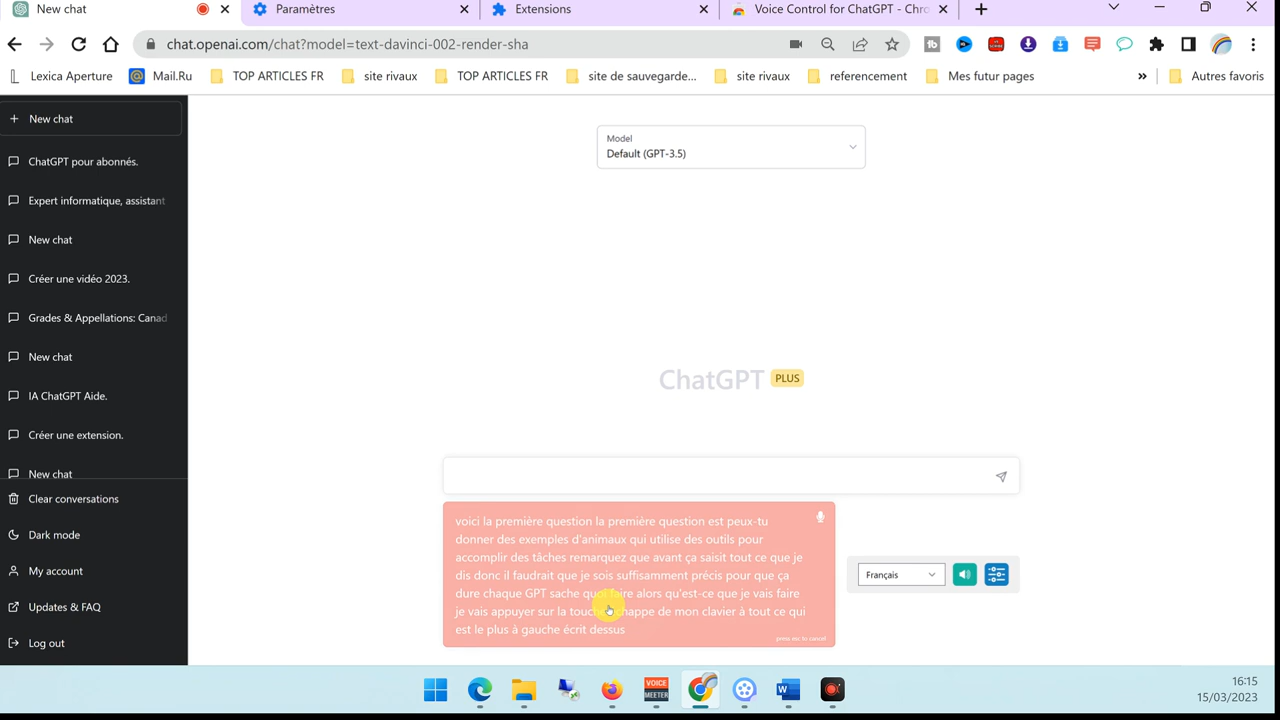 New chat
Paramètres
Extensions
Voice Control for ChatGPT - Chro
chat.openai.com/chat?model=text-davinci-002-render-sha
Lexica Aperture
Mail.Ru
TOP ARTICLES FR
site rivaux
TOP ARTICLES FR
site de sauvegarde...
site rivaux
referencement
Mes futur pages
»
Autres favoris
+ New chat
ChatGPT pour abonnés.
Expert informatique, assistant
New chat
Créer une vidéo 2023.
Grades & Appellations: Canad
New chat
IA ChatGPT Aide.
Créer une extension.
New chat
Clear conversations
Dark mode
My account
Updates & FAQ
Log out
Model
Default (GPT-3.5)
ChatGPT PLUS
voici la première question la première question est peux-tu
donner des exemples d'animaux qui utilise des outils pour
accomplir des tâches remarquez que avant ça saisit tout ce que je
dis donc il faudrait que je sois suffisamment précis pour que ça
dure chaque GPT sache quoi faire alors qu'est-ce que je vais faire
je vais appuyer sur la touche échappe de mon clavier à tout ce qui
est le plus à gauche écrit dessus
press esc to cancel
Français
VOICE
MEETER
16:15
15/03/2023